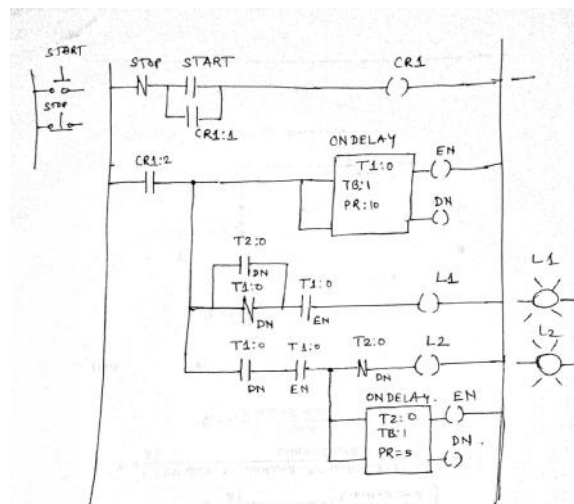 START
STOP
STOP START CR1
CR1:1
CR1:2
ONDELAY
T1:0
TB:1
PR:10
EN
DN
T2:0
DN
T1:0
DN
T1:0
EN
L1
L1
T1:0
DN
T1:0
EN
T2:0
DN
L2
L2
ONDELAY.
T2:0
TB:1
PR=5
EN
DN.